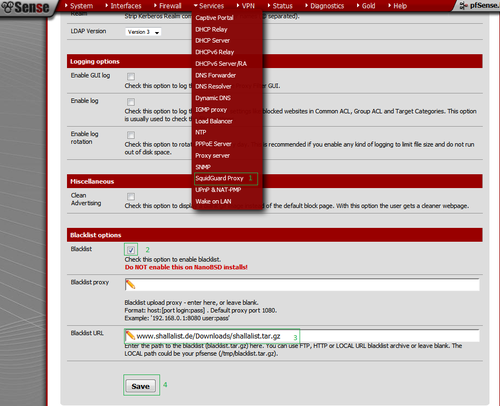 Sense
System Interfaces Firewall Services VPN Status Diagnostics Gold Help pfSense.
Realm
Strip Kerberos Realm com separated).
LDAP Version
Version 3
Captive Portal
DHCP Relay
DHCP Server
DHCPv6 Relay
DHCPv6 Server/RA
DNS Forwarder
DNS Resolver
Dynamic DNS
IGMP proxy
Load Balancer
NTP
PPPoE Server
Proxy server
SNMP
SquidGuard Proxy 1
UPnP & NAT-PMP
Wake on LAN
Logging options
Enable GUI log
Check this option to log th er GUI.
Enable log
Check this option to log th the blocked websites in Common ACL, Group ACL and Target Categories. This option
is usually used to check th
Enable log
rotation
Check this option to rotat is recommended if you enable any kind of logging to limit file size and do not run
out of disk space.
Miscellaneous
Clean
Advertising
Check this option to displ d of the default block page. With this option the user gets a cleaner webpage.
Blacklist options
Blacklist
2
Check this option to enable blacklist.
Do NOT enable this on NanoBSD installs!
Blacklist proxy
Blacklist upload proxy - enter here, or leave blank.
Format: host:[port login:pass] . Default proxy port 1080.
Example: '192.168.0.1:8080 user:pass'
Blacklist URL
www.shallalist.de/Downloads/shallalist.tar.gz 3
Enter the path to the blacklist (blacklist.tar.gz) here. You can use FTP, HTTP or LOCAL URL blacklist archive or leave blank. The
LOCAL path could be your pfsense (/tmp/blacklist.tar.gz).
Save 4